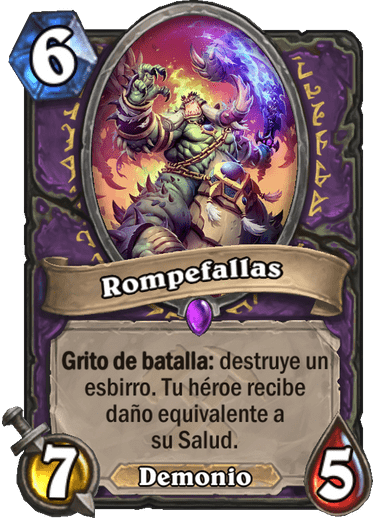 6
Rompefallas
Grito de batalla: destruye un
esbirro. Tu héroe recibe
daño equivalente a
su Salud.
7
Demonio
5